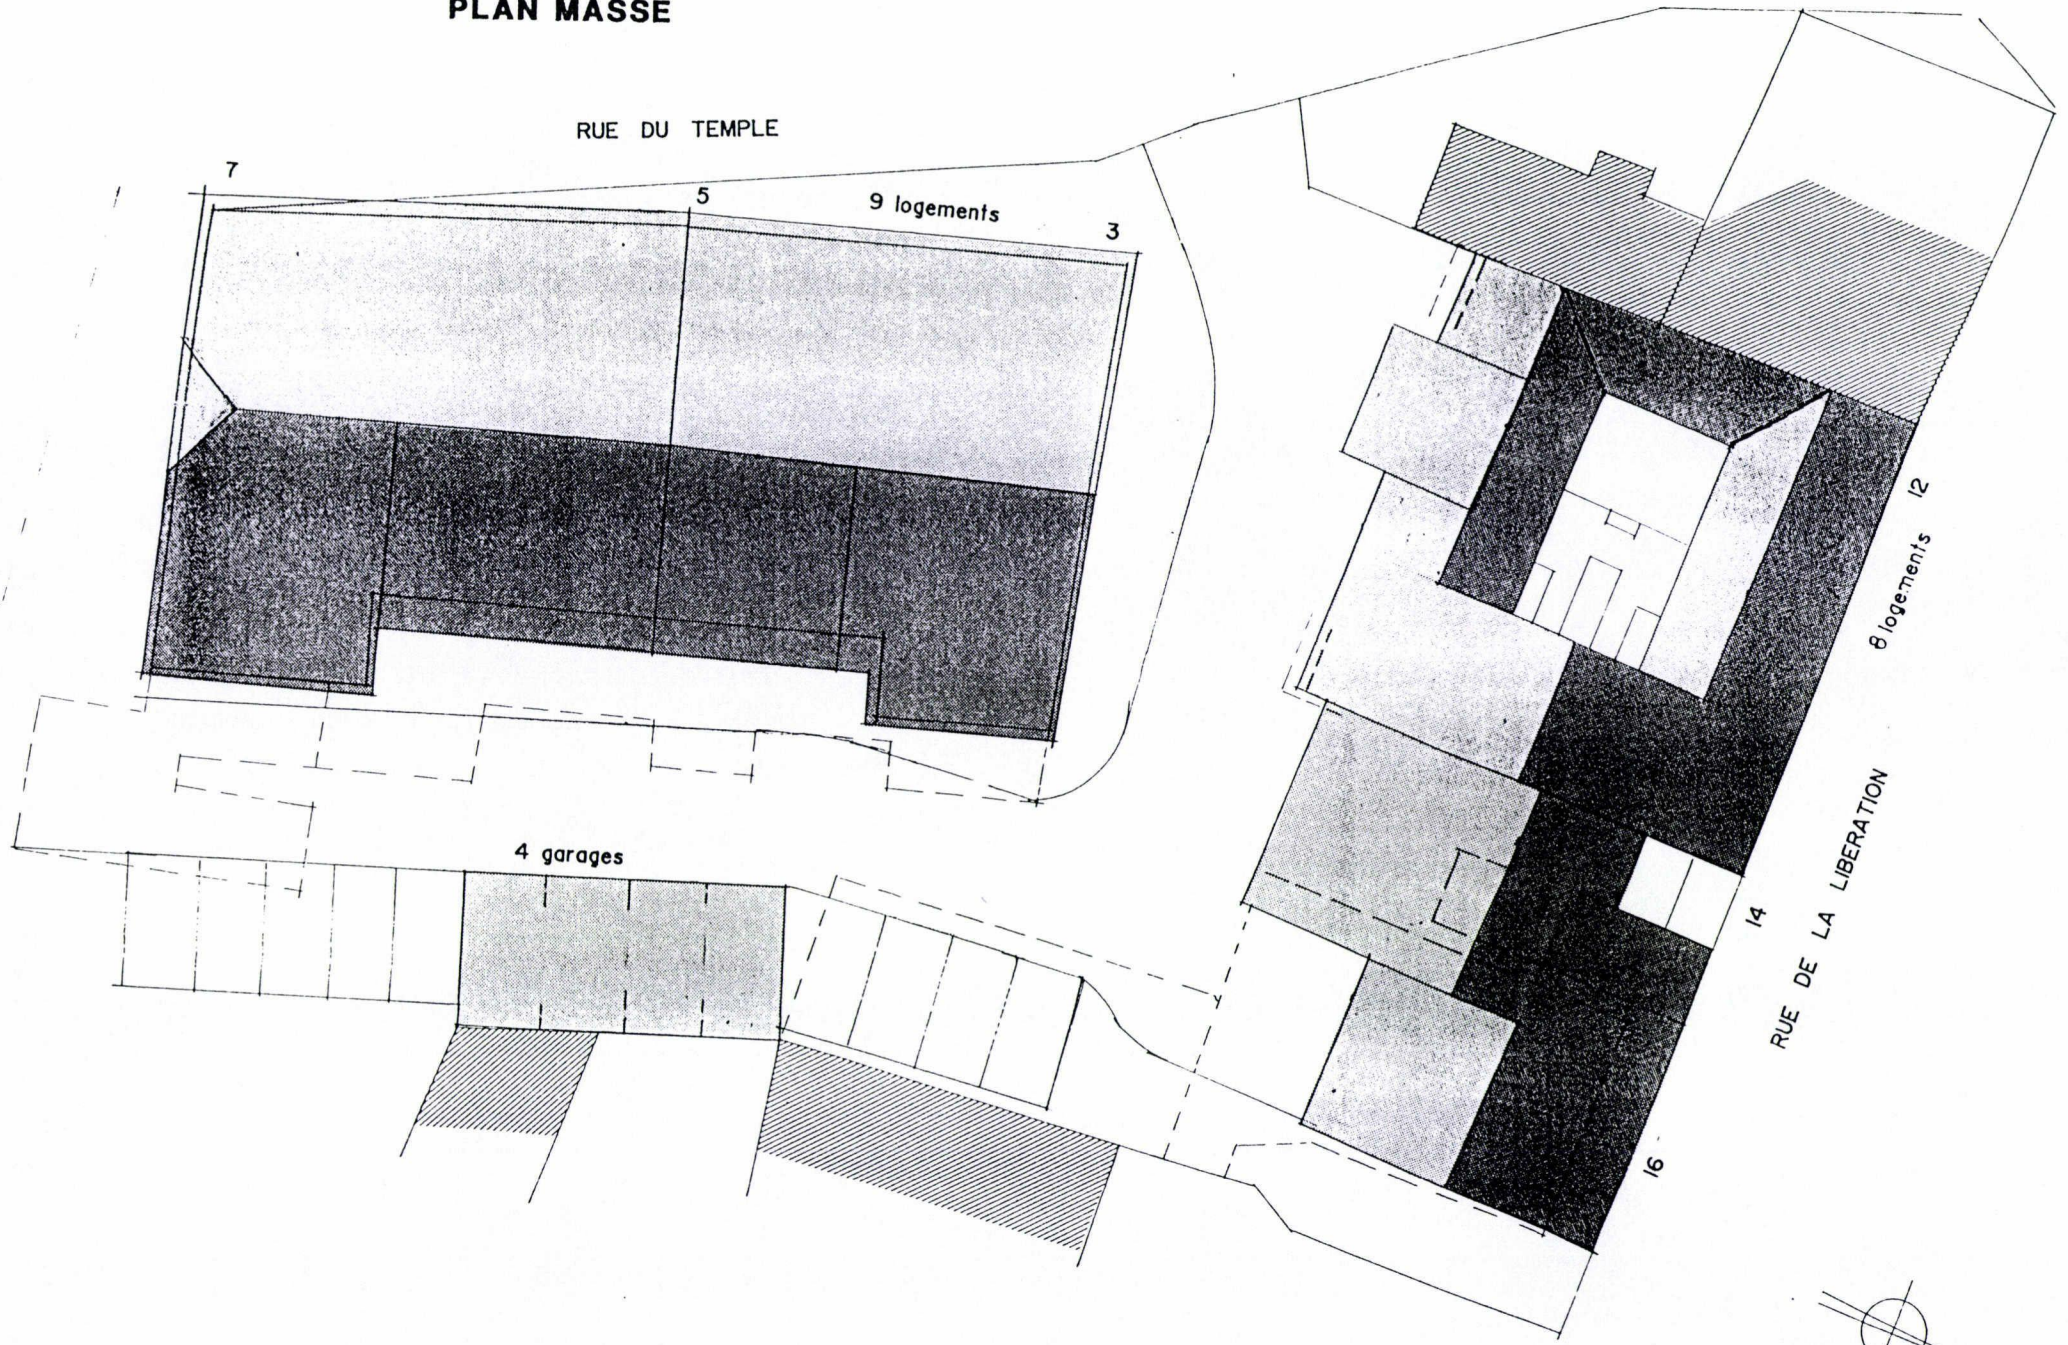 PLAN MASSE
RUE DU TEMPLE
7
5
9 logements
3
12
8 logements
14
RUE DE LA LIBERATION
16
4 garages